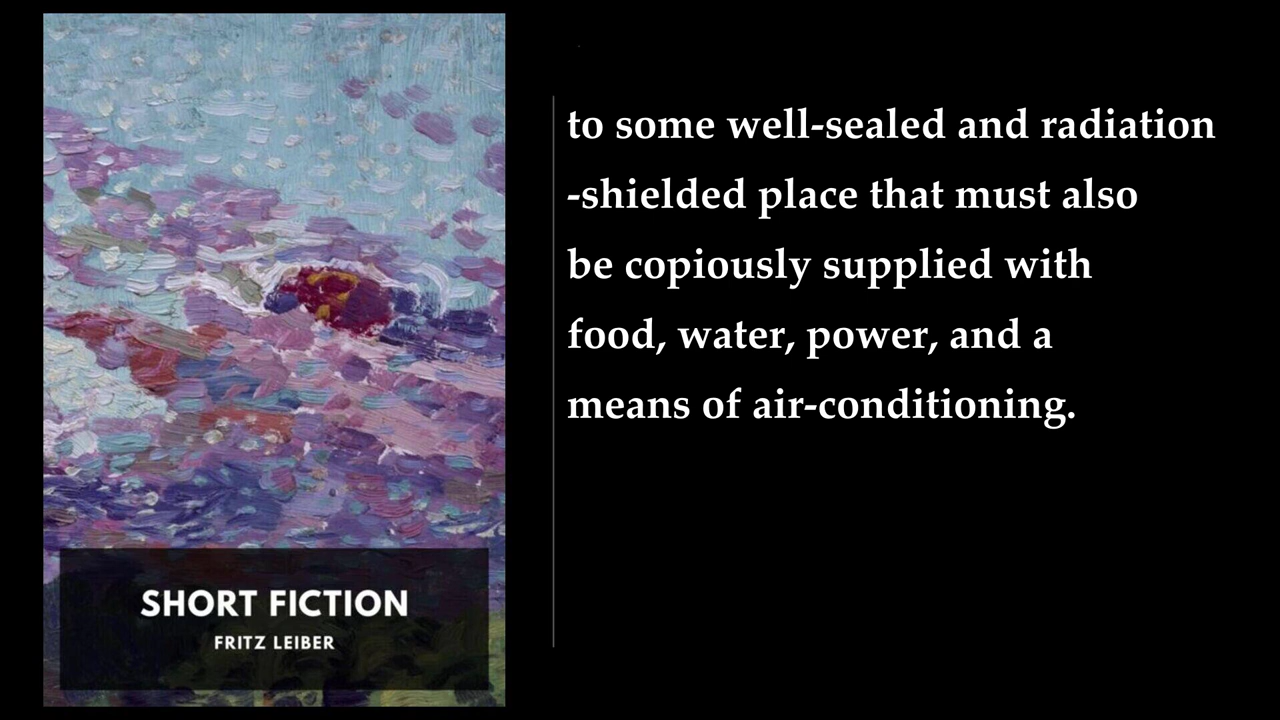 to some well-sealed and radiation
-shielded place that must also
be copiously supplied with
food, water, power, and a
means of air-conditioning.
SHORT FICTION
FRITZ LEIBER